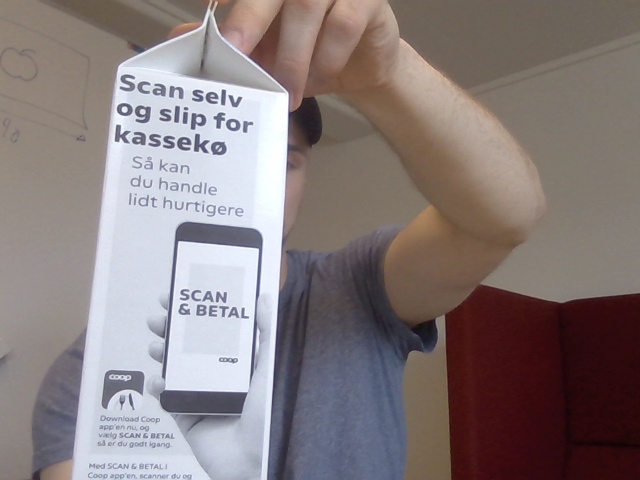 Scan selv
og slip for
kassekø
Så kan
du handle
lidt hurtigere
SCAN
& BETAL
coop
coop
Download Coop
app'en nu, og
vælg SCAN & BETAL
så er du godt igang.
Med SCAN & BETAL i
Coop app'en, scanner du og